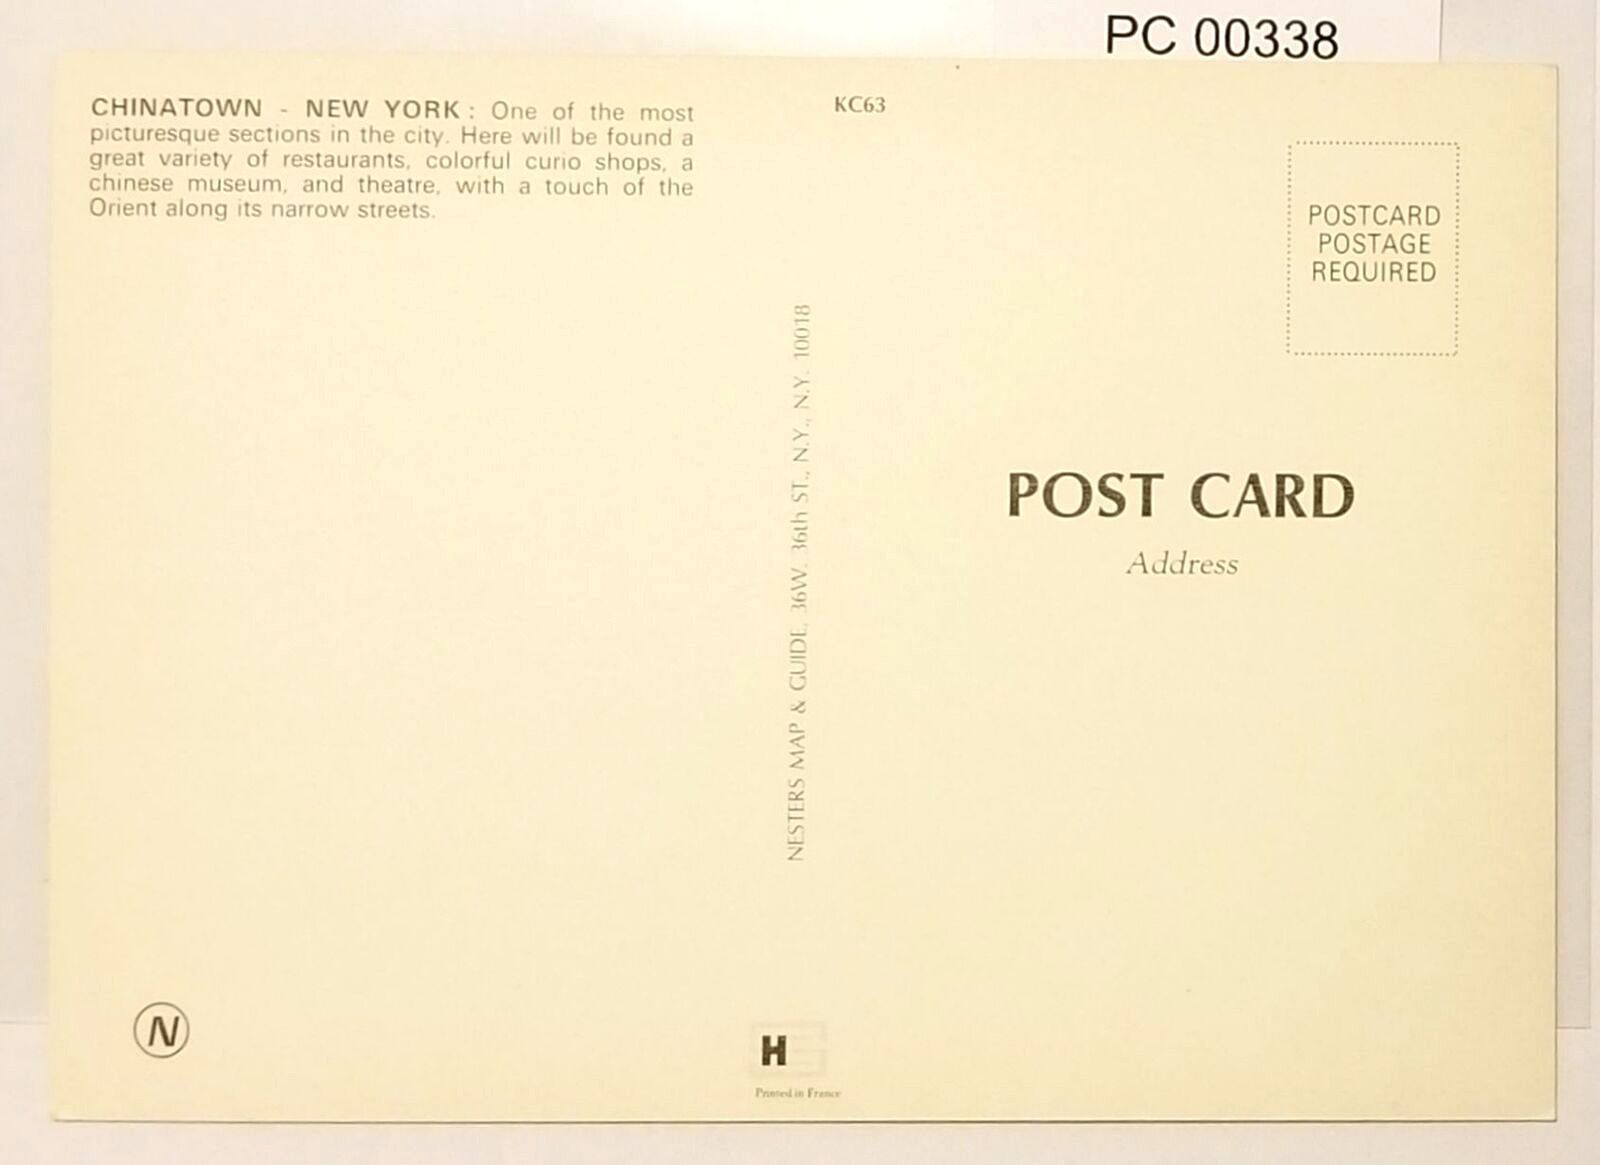 PC 00338
CHINATOWN - NEW YORK : One of the most
picturesque sections in the city. Here will be found a
great variety of restaurants, colorful curio shops, a
chinese museum, and theatre, with a touch of the
Orient along its narrow streets.
KC63
POSTCARD
POSTAGE
REQUIRED
NESTERS MAP & GUIDE, 36W. 36th ST., N.Y., N.Y. 10018
POST CARD
Address
N
H
Printed in France